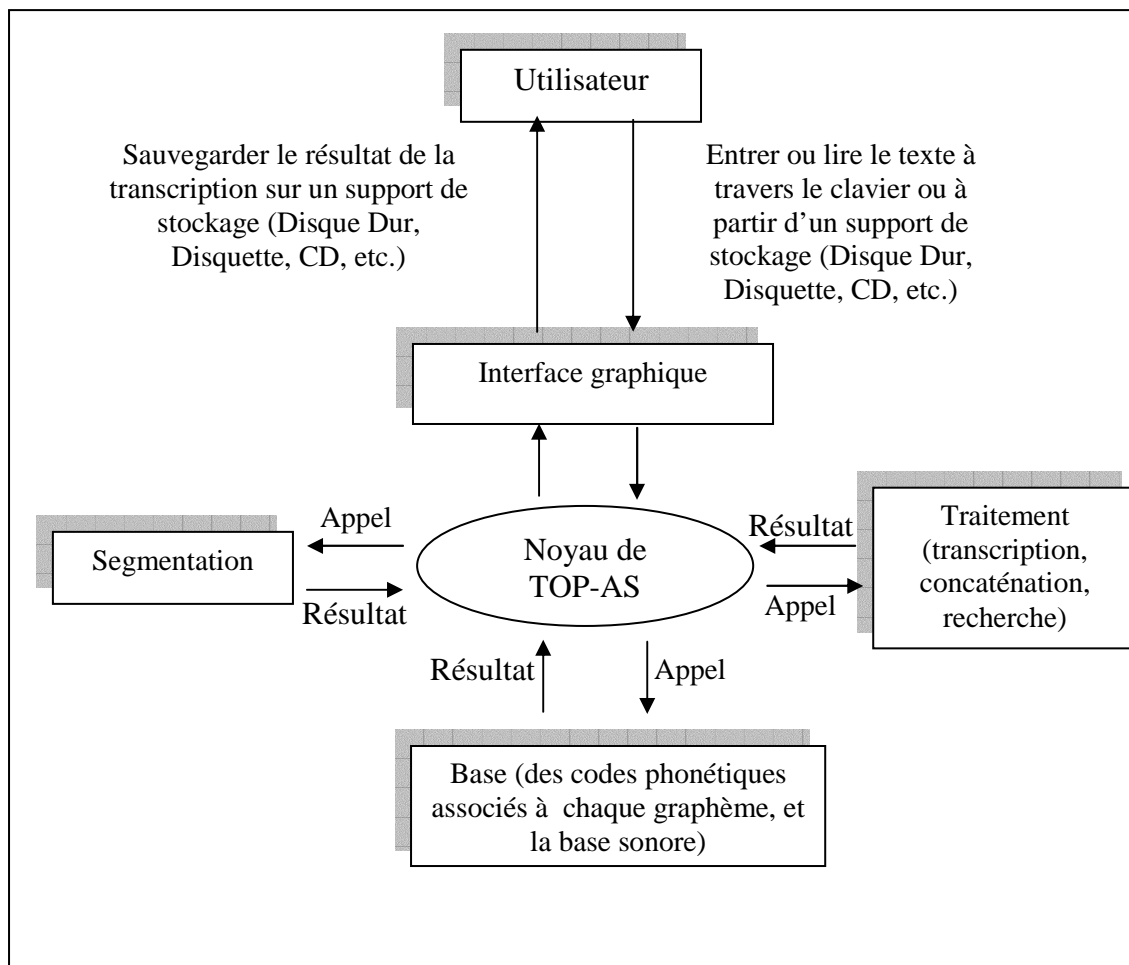 Utilisateur
Sauvegarder le résultat de la
transcription sur un support de
stockage (Disque Dur,
Disquette, CD, etc.)
Entrer ou lire le texte à
travers le clavier ou à
partir d’un support de
stockage (Disque Dur,
Disquette, CD, etc.)
Interface graphique
Segmentation
Appel
Résultat
Noyau de
TOP-AS
Résultat
Appel
Traitement
(transcription,
concaténation,
recherche)
Résultat
Appel
Base (des codes phonétiques
associés à chaque graphème, et
la base sonore)